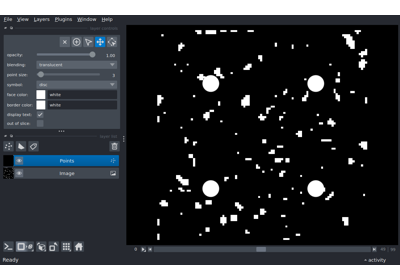 File View Layers Plugins Window Help
opacity: 1.00
blending: translucent
point size:
symbol: disc
face color: white
border color: white
display text:
out of slice:
Points
Image
Ready
activity